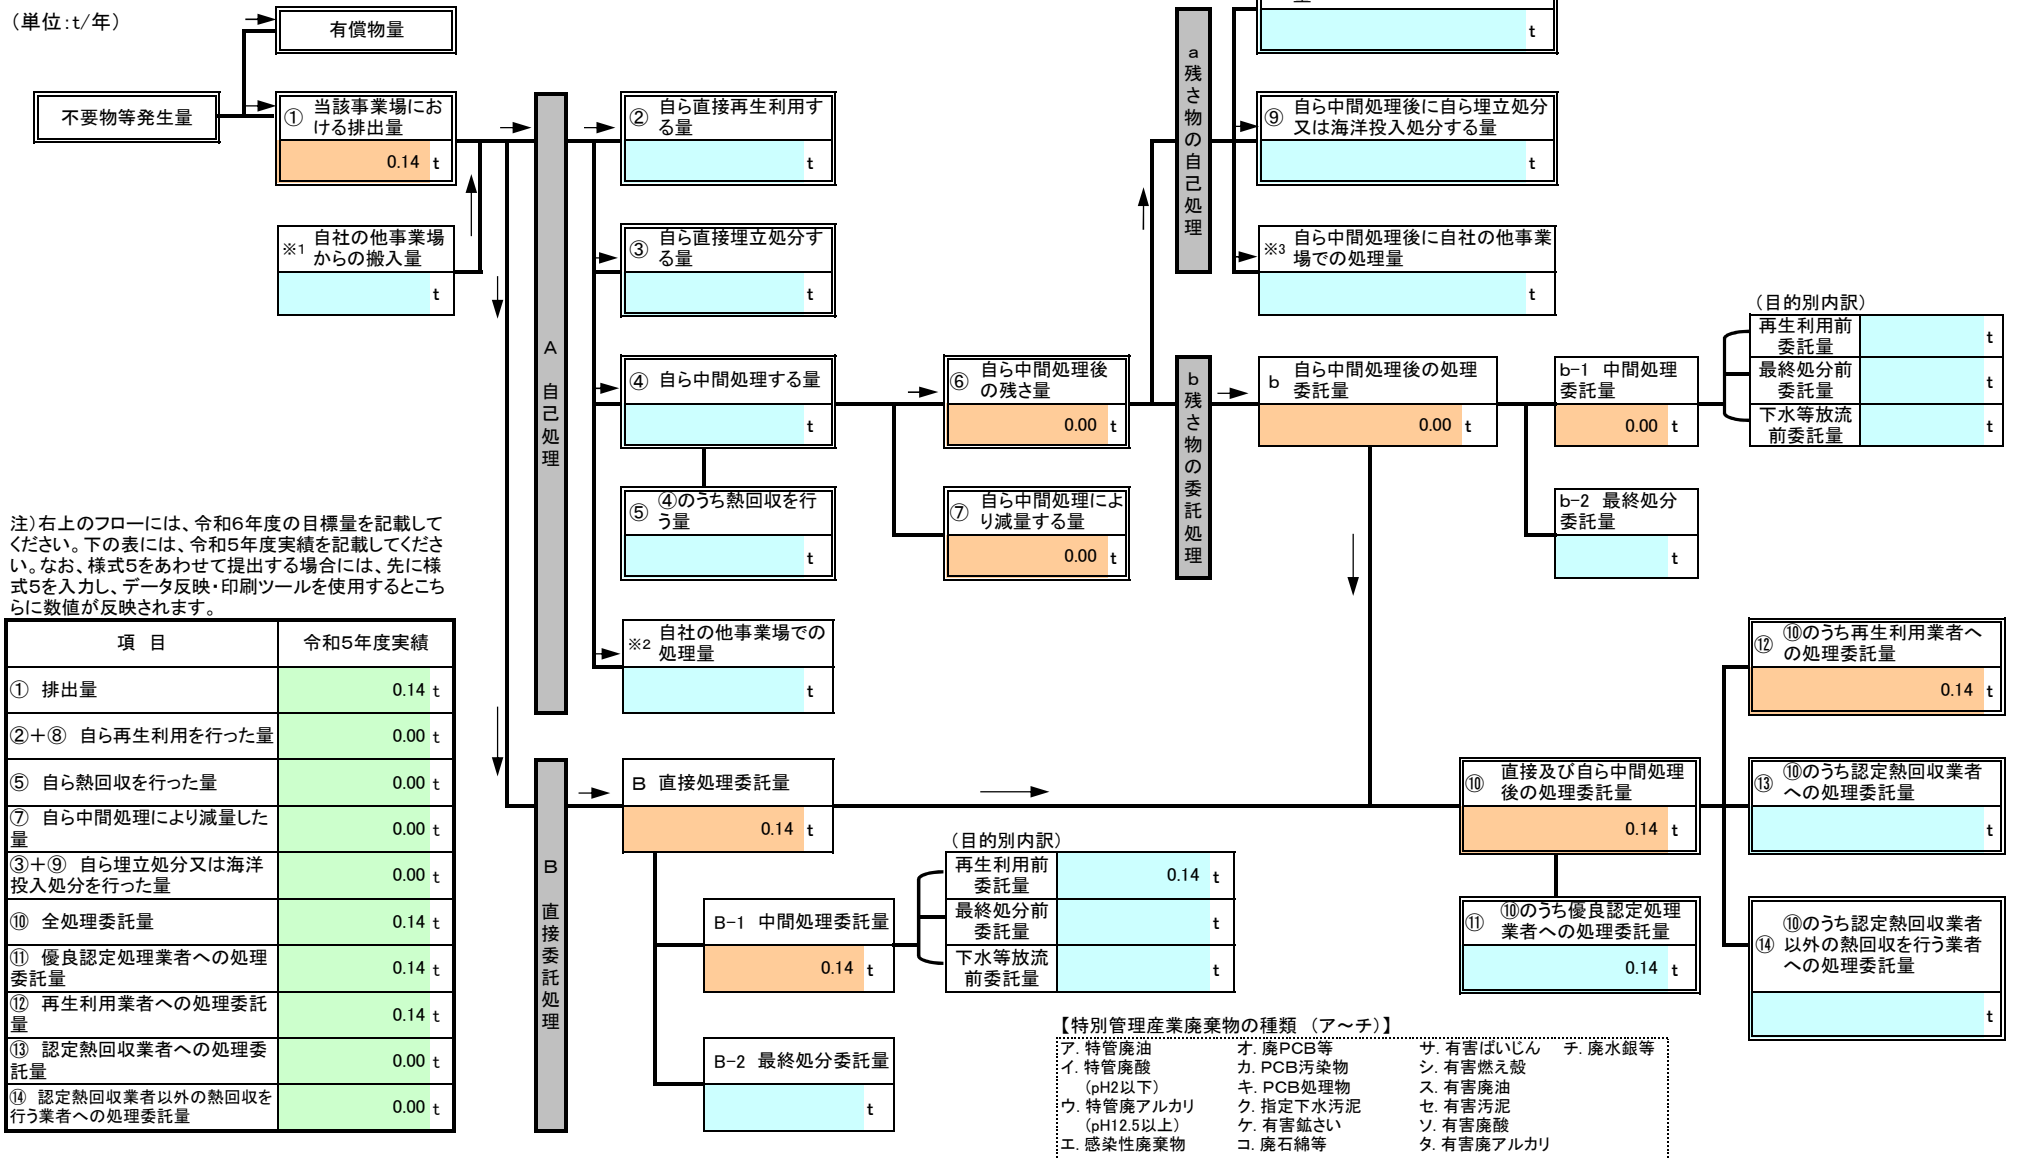 （単位：t/年）
有償物量
不要物等発生量
① 当該事業場にお
ける排出量
0.14 t
※1 自社の他事業場
からの搬入量
t
A 自己処理
② 自ら直接再生利用す
る量
t
③ 自ら直接埋立処分す
る量
t
④ 自ら中間処理する量
t
⑤ ④のうち熱回収を行
う量
t
※2 自社の他事業場での
処理量
t
⑥ 自ら中間処理後
の残さ量
0.00 t
⑦ 自ら中間処理によ
り減量する量
0.00 t
a 残さ物の自己処理
t
⑨ 自ら中間処理後に自ら埋立処分
又は海洋投入処分する量
t
※3 自ら中間処理後に自社の他事業
場での処理量
t
b 残さ物の委託処理
b 自ら中間処理後の処理
委託量
0.00 t
b-1 中間処理
委託量
0.00 t
b-2 最終処分
委託量
t
（目的別内訳）
再生利用前
委託量
t
最終処分前
委託量
t
下水等放流
前委託量
t
注）右上のフローには、令和6年度の目標量を記載して
ください。下の表には、令和5年度実績を記載してくださ
い。なお、様式5をあわせて提出する場合には、先に様
式5を入力し、データ反映・印刷ツールを使用するとこち
らに数値が反映されます。
項 目 令和5年度実績
① 排出量 0.14 t
②＋⑧ 自ら再生利用を行った量 0.00 t
⑤ 自ら熱回収を行った量 0.00 t
⑦ 自ら中間処理により減量した
量 0.00 t
③＋⑨ 自ら埋立処分又は海洋
投入処分を行った量 0.00 t
⑩ 全処理委託量 0.14 t
⑪ 優良認定処理業者への処理
委託量 0.14 t
⑫ 再生利用業者への処理委託
量 0.14 t
⑬ 認定熱回収業者への処理委
託量 0.00 t
⑭ 認定熱回収業者以外の熱回収を
行う業者への処理委託量 0.00 t
B 直接委託処理
B 直接処理委託量
0.14 t
B-1 中間処理委託量
0.14 t
B-2 最終処分委託量
t
（目的別内訳）
再生利用前
委託量
0.14 t
最終処分前
委託量
t
下水等放流
前委託量
t
⑩ 直接及び自ら中間処理
後の処理委託量
0.14 t
⑪ ⑩のうち優良認定処理
業者への処理委託量
0.14 t
⑫ ⑩のうち再生利用業者へ
の処理委託量
0.14 t
⑬ ⑩のうち認定熱回収業者
への処理委託量
t
⑭ ⑩のうち認定熱回収業者
以外の熱回収を行う業者
への処理委託量
t
【特別管理産業廃棄物の種類 （ア～チ）】
ア．特管廃油 オ．廃PCB等 サ．有害ばいじん チ．廃水銀等
イ．特管廃酸 カ．PCB汚染物 シ．有害燃え殻
（pH2以下） キ．PCB処理物 ス．有害廃油
ウ．特管廃アルカリ ク．指定下水汚泥 セ．有害汚泥
（pH12.5以上） ケ．有害鉱さい ソ．有害廃酸
エ．感染性廃棄物 コ．廃石綿等 タ．有害廃アルカリ